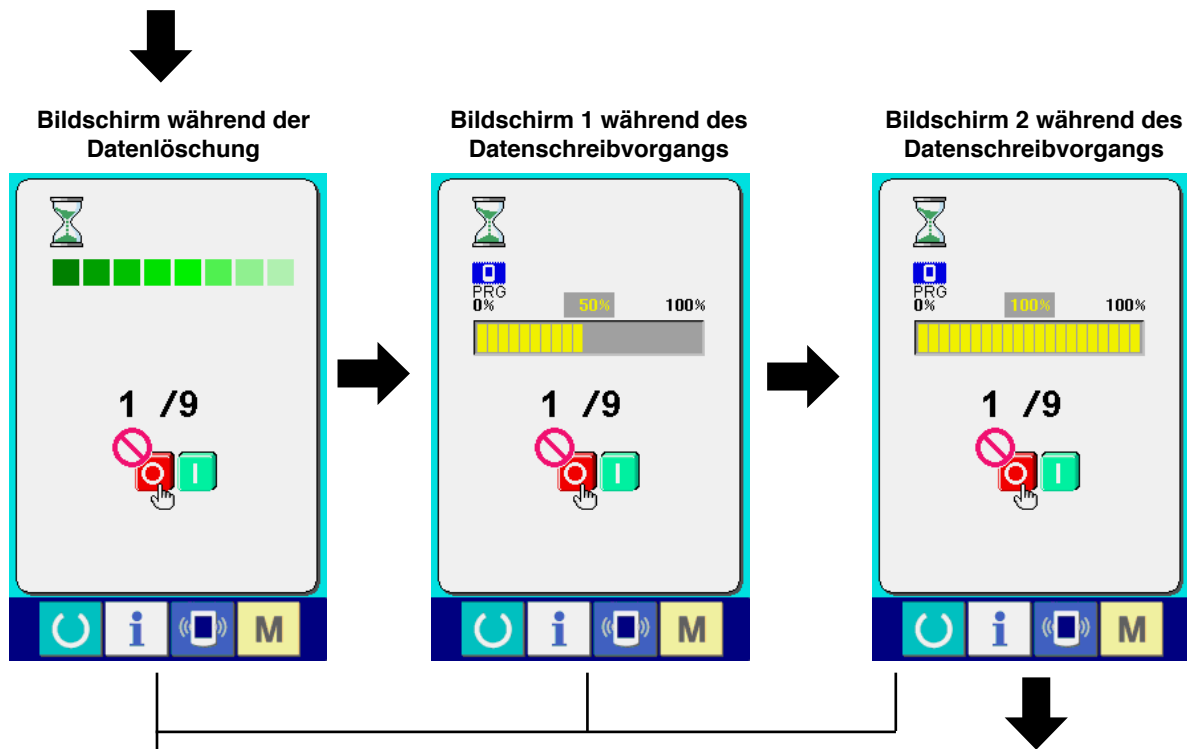 Bildschirm während der
Datenlöschung
1 /9
i
M
Bildschirm 1 während des
Datenschreibvorgangs
PRG
0% 50% 100%
1 /9
i
M
Bildschirm 2 während des
Datenschreibvorgangs
PRG
0% 100% 100%
1 /9
i
M